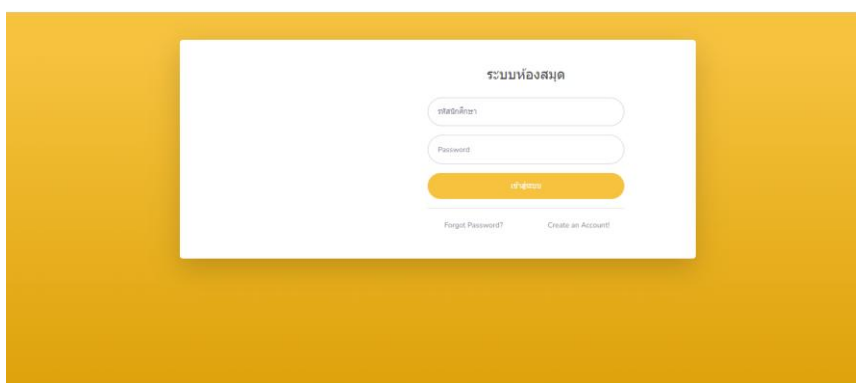 ระบบห้องสมุด
รหัสนักศึกษา
Password
เข้าสู่ระบบ
Forgot Password?
Create an Account!